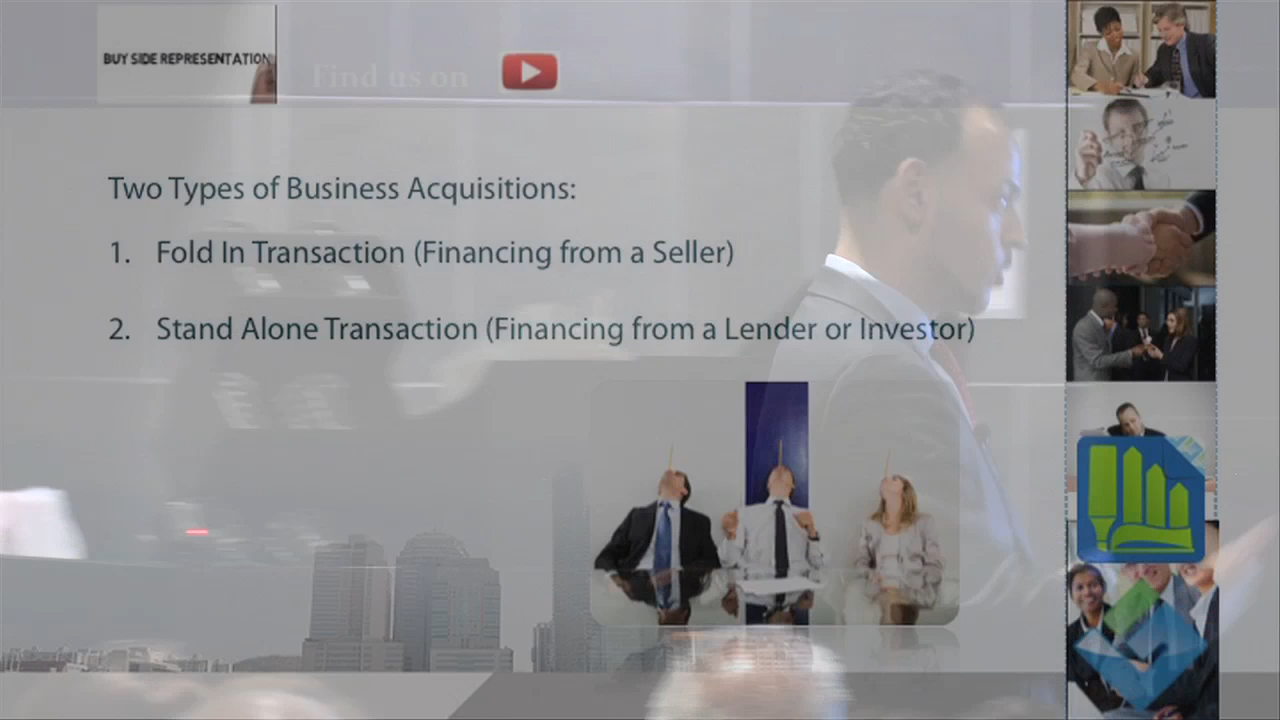 BUY SIDE REPRESENTATION
Find us on
Two Types of Business Acquisitions:
1. Fold In Transaction (Financing from a Seller)
2. Stand Alone Transaction (Financing from a Lender or Investor)